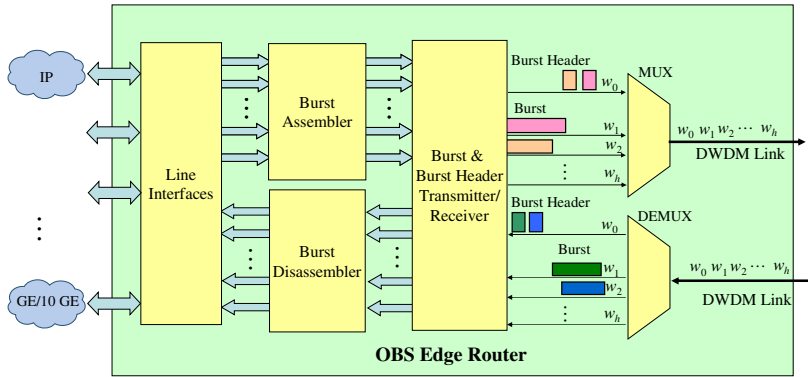 IP
GE/10 GE
Line
Interfaces
Burst
Assembler
Burst
Disassembler
Burst &
Burst Header
Transmitter/
Receiver
Burst Header
w0
Burst
w1
w2
wh
MUX
w0 w1 w2 ⋯ wh
DWDM Link
Burst Header
w0
Burst
w1
w2
wh
DEMUX
w0 w1 w2 ⋯ wh
DWDM Link
OBS Edge Router